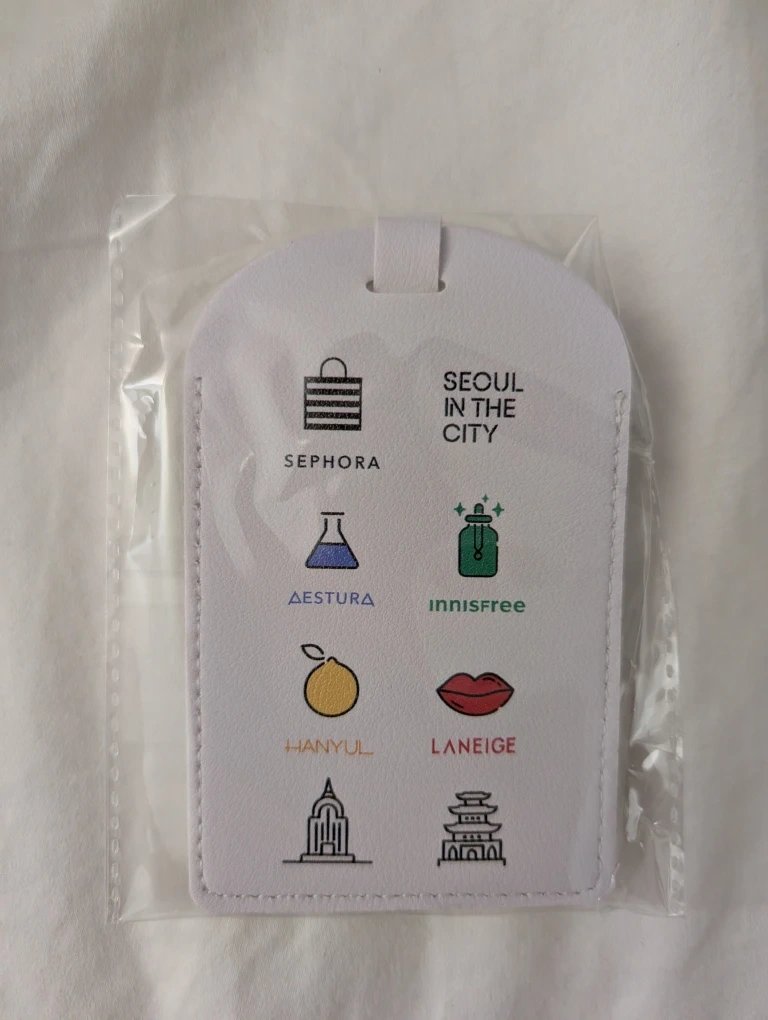 SEPHORA
SEOUL
IN THE
CITY
AESTURA
INNISFree
HANYUL
LANEIGE